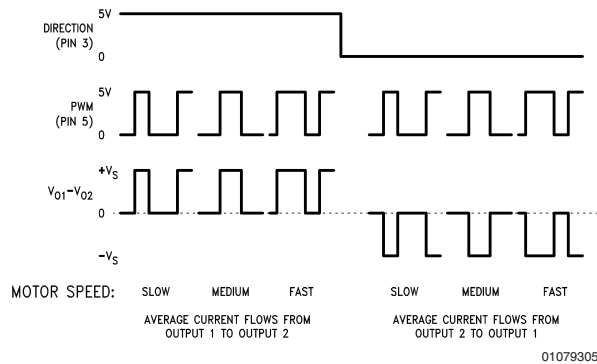 DIRECTION
(PIN 3)
5V
0
PWM
(PIN 5)
5V
0
V01–V02
+VS
0
–VS
MOTOR SPEED: SLOW MEDIUM FAST SLOW MEDIUM FAST
AVERAGE CURRENT FLOWS FROM
OUTPUT 1 TO OUTPUT 2
AVERAGE CURRENT FLOWS FROM
OUTPUT 2 TO OUTPUT 1
01079305